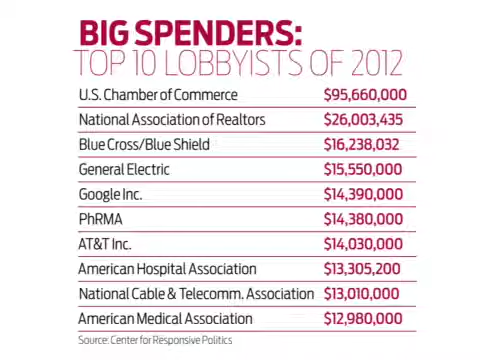 BIG SPENDERS:
TOP 10 LOBBYISTS OF 2012
U.S. Chamber of Commerce $95,660,000
National Association of Realtors $26,003,435
Blue Cross/Blue Shield $16,238,032
General Electric $15,550,000
Google Inc. $14,390,000
PhRMA $14,380,000
AT&T Inc. $14,030,000
American Hospital Association $13,305,200
National Cable & Telecomm. Association $13,010,000
American Medical Association $12,980,000
Source: Center for Responsive Politics